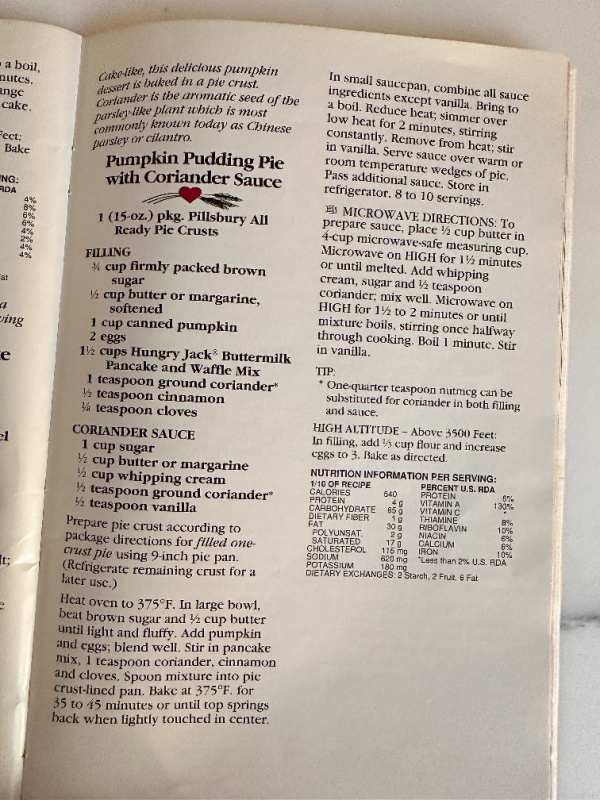 a boil,
nutes.
ange
cake.
Feet:
Bake
NG:
RDA
4%
8%
6%
6%
4%
2%
4%
4%
at
a
ving
e
el
lt;
e
Cake-like, this delicious pumpkin
dessert is baked in a pie crust.
Coriander is the aromatic seed of the
parsley-like plant which is most
commonly known today as Chinese
parsley or cilantro.
Pumpkin Pudding Pie
with Coriander Sauce
1 (15-oz.) pkg. Pillsbury All
Ready Pie Crusts
FILLING
¾ cup firmly packed brown
sugar
½ cup butter or margarine,
softened
1 cup canned pumpkin
2 eggs
1½ cups Hungry Jack® Buttermilk
Pancake and Waffle Mix
1 teaspoon ground coriander*
½ teaspoon cinnamon
⅛ teaspoon cloves
CORIANDER SAUCE
1 cup sugar
½ cup butter or margarine
½ cup whipping cream
½ teaspoon ground coriander*
½ teaspoon vanilla
Prepare pie crust according to
package directions for filled one-
crust pie using 9-inch pie pan.
(Refrigerate remaining crust for a
later use.)
Heat oven to 375°F. In large bowl,
beat brown sugar and ½ cup butter
until light and fluffy. Add pumpkin
and eggs; blend well. Stir in pancake
mix, 1 teaspoon coriander, cinnamon
and cloves. Spoon mixture into pie
crust-lined pan. Bake at 375°F. for
35 to 45 minutes or until top springs
back when lightly touched in center.
In small saucepan, combine all sauce
ingredients except vanilla. Bring to
a boil. Reduce heat; simmer over
low heat for 2 minutes, stirring
constantly. Remove from heat; stir
in vanilla. Serve sauce over warm or
room temperature wedges of pie.
Pass additional sauce. Store in
refrigerator. 8 to 10 servings.
MICROWAVE DIRECTIONS: To
prepare sauce, place ½ cup butter in
4-cup microwave-safe measuring cup.
Microwave on HIGH for 1½ minutes
or until melted. Add whipping
cream, sugar and ½ teaspoon
coriander; mix well. Microwave on
HIGH for 1½ to 2 minutes or until
mixture boils, stirring once halfway
through cooking. Boil 1 minute. Stir
in vanilla.
TIP:
* One-quarter teaspoon nutmeg can be
substituted for coriander in both filling
and sauce.
HIGH ALTITUDE – Above 3500 Feet:
In filling, add ⅓ cup flour and increase
eggs to 3. Bake as directed.
NUTRITION INFORMATION PER SERVING:
1/10 OF RECIPE
CALORIES 640
PROTEIN 4 g
CARBOHYDRATE 65 g
DIETARY FIBER 1 g
FAT 30 g
POLYUNSAT. 2 g
SATURATED 17 g
CHOLESTEROL 115 mg
SODIUM 620 mg
POTASSIUM 180 mg
PERCENT U.S. RDA
PROTEIN 6%
VITAMIN A 130%
VITAMIN C *
THIAMINE 8%
RIBOFLAVIN 10%
NIACIN 6%
CALCIUM 6%
IRON 10%
*Less than 2% U.S. RDA
DIETARY EXCHANGES: 2 Starch, 2 Fruit, 6 Fat